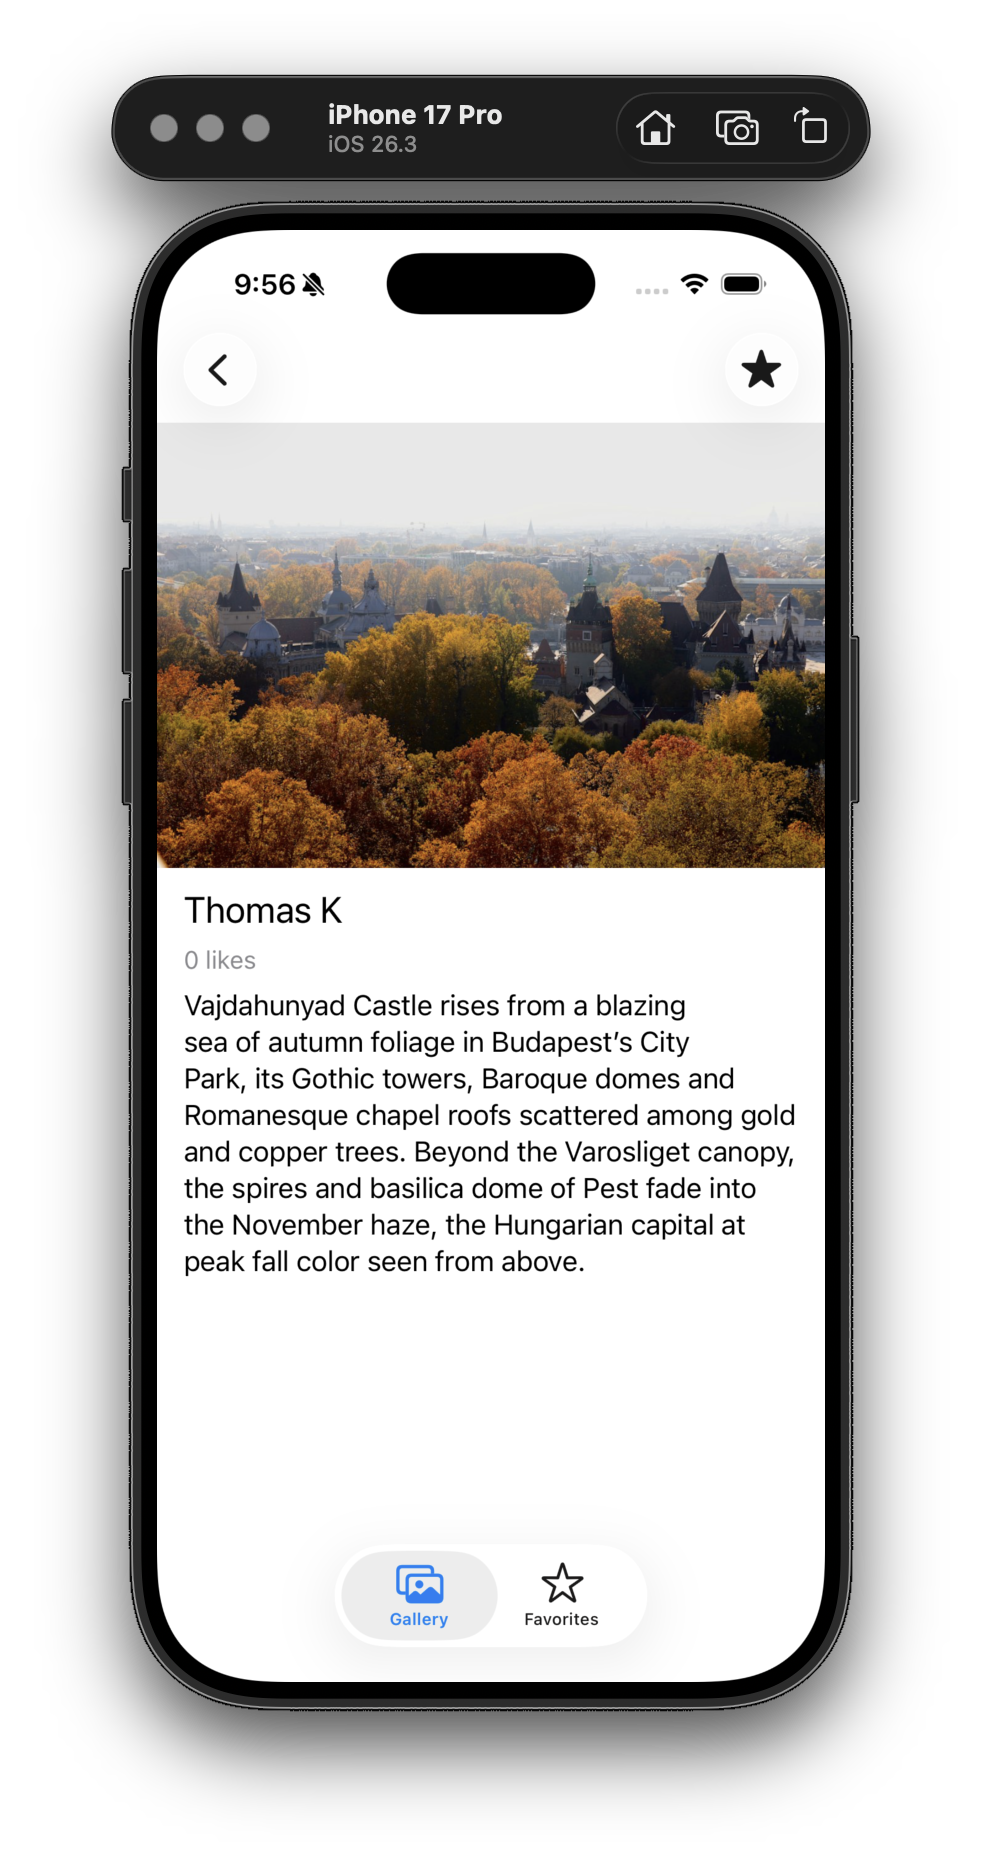 iPhone 17 Pro
iOS 26.3
9:56
Thomas K
0 likes
Vajdahunyad Castle rises from a blazing
sea of autumn foliage in Budapest’s City
Park, its Gothic towers, Baroque domes and
Romanesque chapel roofs scattered among gold
and copper trees. Beyond the Varosliget canopy,
the spires and basilica dome of Pest fade into
the November haze, the Hungarian capital at
peak fall color seen from above.
Gallery
Favorites